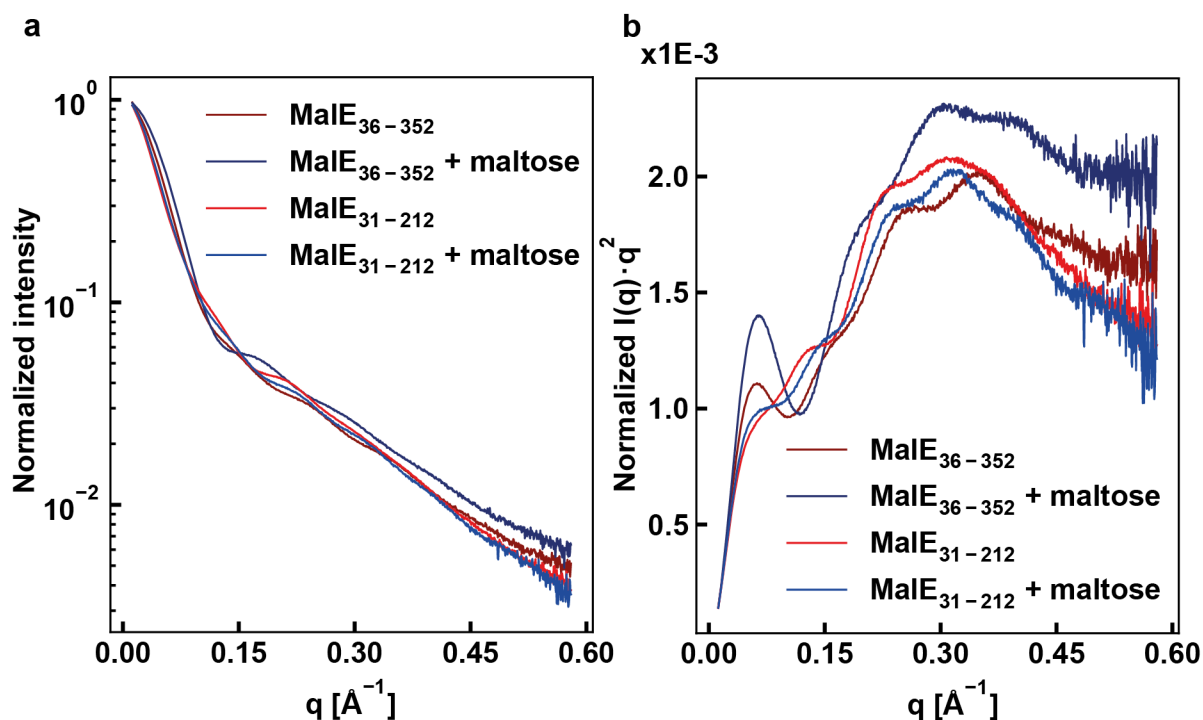 a
10⁰
10⁻¹
10⁻²
Normalized intensity
MalE₃₆₋₃₅₂
MalE₃₆₋₃₅₂ + maltose
MalE₃₁₋₂₁₂
MalE₃₁₋₂₁₂ + maltose
0.00 0.15 0.30 0.45 0.60
q [Å⁻¹]
b
x1E-3
2.0
1.5
1.0
0.5
Normalized I(q)·q²
MalE₃₆₋₃₅₂
MalE₃₆₋₃₅₂ + maltose
MalE₃₁₋₂₁₂
MalE₃₁₋₂₁₂ + maltose
0.00 0.15 0.30 0.45 0.60
q [Å⁻¹]